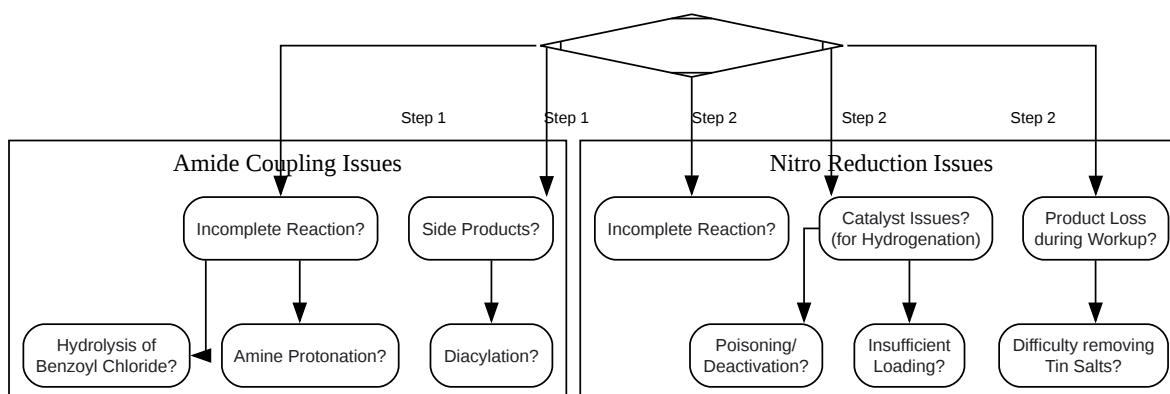 Step 1
Step 1
Step 2
Step 2
Step 2
Amide Coupling Issues
Nitro Reduction Issues
Incomplete Reaction?
Side Products?
Incomplete Reaction?
Catalyst Issues?
(for Hydrogenation)
Product Loss
during Workup?
Hydrolysis of
Benzoyl Chloride?
Amine Protonation?
Diacylation?
Poisoning/
Deactivation?
Insufficient
Loading?
Difficulty removing
Tin Salts?